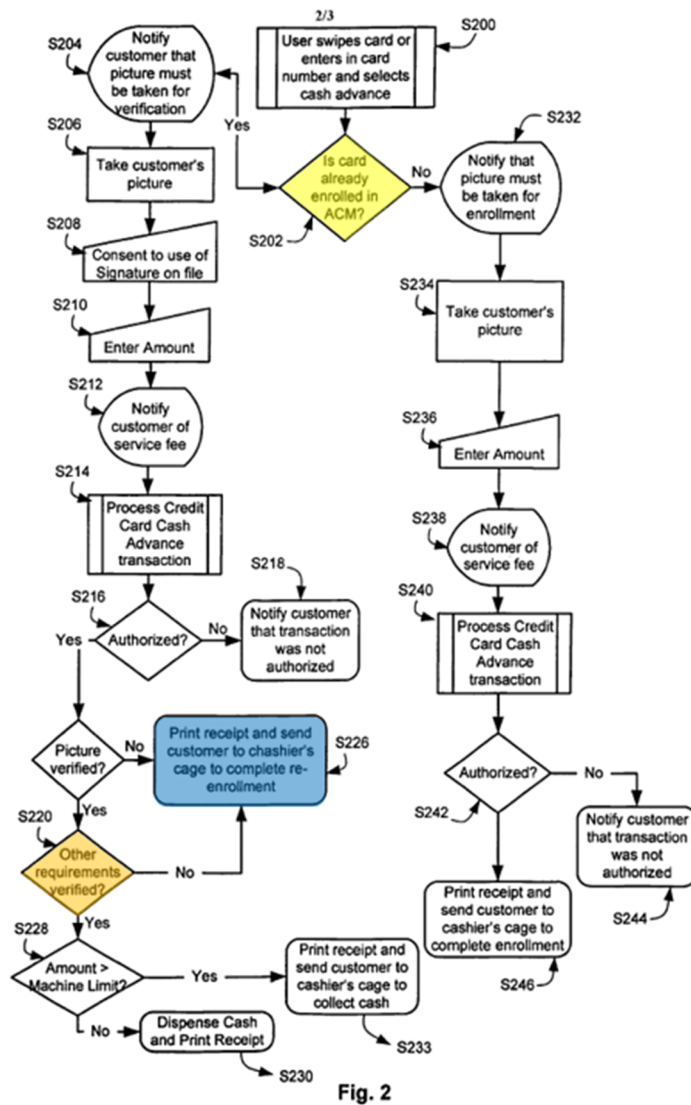 2/3
S200
User swipes card or
enters in card
number and selects
cash advance
S204
Notify
customer that
picture must
be taken for
verification
Yes
S202
Is card
already
enrolled in
ACM?
No
S232
Notify that
picture must
be taken for
enrollment
S206
Take customer's
picture
S208
Consent to use of
Signature on file
S210
Enter Amount
S212
Notify
customer of
service fee
S214
Process Credit
Card Cash
Advance
transaction
S216
Authorized?
No
S218
Notify customer
that transaction
was not
authorized
Yes
Picture
verified?
No
Print receipt and send
customer to chashier's
cage to complete re-
enrollment
S226
Yes
S220
Other
requirements
verified?
No
Yes
S228
Amount >
Machine Limit?
Yes
Print receipt and
send customer to
cashier's cage to
collect cash
S233
No
Dispense Cash
and Print Receipt
S230
S234
Take customer's
picture
S236
Enter Amount
S238
Notify
customer of
service fee
S240
Process Credit
Card Cash
Advance
transaction
S242
Authorized?
No
Notify customer
that transaction
was not
authorized
S244
Print receipt and
send customer to
cashier's cage to
complete enrollment
S246
Fig. 2